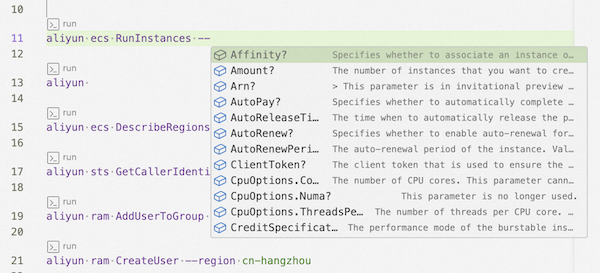 10
run
11 aliyun ecs RunInstances --
12
Affinity? Specifies whether to associate an instance o…
Amount? The number of instances that you want to cre…
run
13 aliyun
Arn? > This parameter is in invitational preview …
14
AutoPay? Specifies whether to automatically complete …
run
AutoReleaseTi… The time when to automatically release the p…
15 aliyun ecs DescribeRegions
AutoRenew? Specifies whether to enable auto-renewal for…
16
AutoRenewPeri… The auto-renewal period of the instance. Val…
run
ClientToken? The client token that is used to ensure the …
17 aliyun sts GetCallerIdenti
CpuOptions.Co… The number of CPU cores. This parameter cann…
18
CpuOptions.Numa? This parameter is no longer used.
run
19 aliyun ram AddUserToGroup
CpuOptions.ThreadsPe… The number of threads per CPU core. …
20
CreditSpecificat… The performance mode of the burstable ins…
run
21 aliyun ram CreateUser --region cn-hangzhou